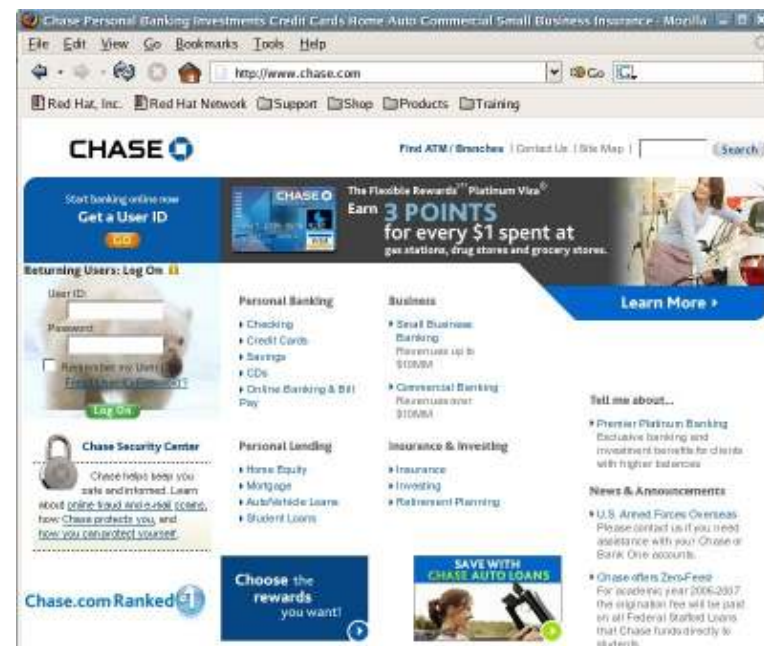 Chase Personal Banking Investments Credit Cards Home Auto Commercial Small Business Insurance - Mozilla
File Edit View Go Bookmarks Tools Help
http://www.chase.com
Go
Red Hat, Inc. Red Hat Network Support Shop Products Training
CHASE
Find ATM / Branches | Contact Us | Site Map |
Search
Start banking online now
Get a User ID
GO
CHASE
VISA
The Flexible Rewards℠ Platinum Visa®
Earn 3 POINTS
for every $1 spent at
gas stations, drug stores and grocery stores.
Learn More
Returning Users: Log On
User ID:
Password:
Remember my User ID
Log On
Personal Banking
Checking
Credit Cards
Savings
CDs
Online Banking & Bill
Pay
Business
Small Business
Banking
Revenues up to
$10MM
Commercial Banking
Revenues over
$10MM
Personal Lending
Home Equity
Mortgage
Auto/Vehicle Loans
Student Loans
Insurance & Investing
Insurance
Investing
Retirement Planning
Tell me about...
Premier Platinum Banking
Exclusive banking and
investment benefits for clients
with higher balances
News & Announcements
U.S. Armed Forces Overseas
Please contact us if you need
assistance with your Chase or
Bank One accounts.
Chase offers Zero-Fees!
For academic year 2006-2007
the origination fee will be paid
on all Federal Stafford Loans
that Chase funds directly to
students.
Chase Security Center
Chase helps keep you
safe and informed. Learn
about online fraud and e-mail scams,
how Chase protects you, and
how you can protect yourself.
Chase.com Ranked #1
Choose the
rewards
you want!
SAVE WITH
CHASE AUTO LOANS